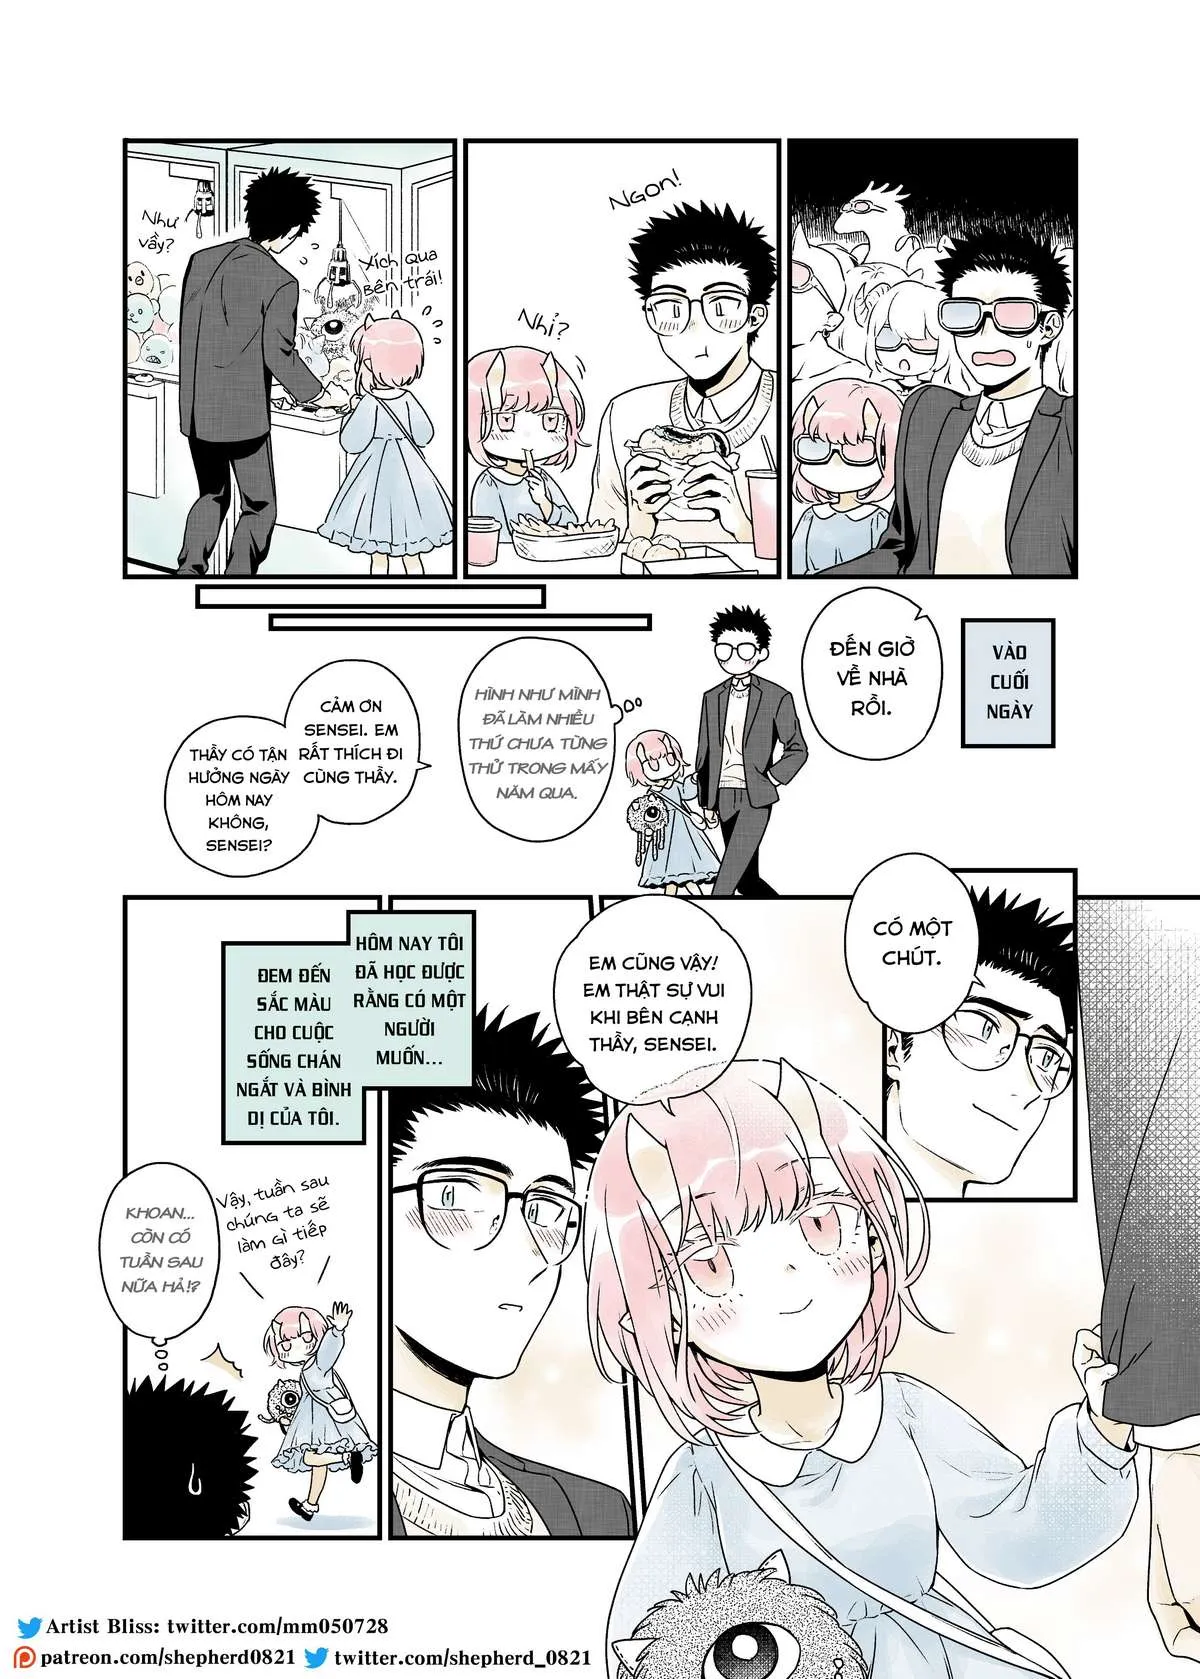 Ngon!
Nhỉ?
Xích qua
Bên trái!
Như
vầy?
VÀO
CUỐI
NGÀY
ĐẾN GIỜ
VỀ NHÀ
RỒI.
HÌNH NHƯ MÌNH
ĐÃ LÀM NHIỀU
THỨ CHƯA TỪNG
THỬ TRONG MẤY
NĂM QUA.
CẢM ƠN
SENSEI. EM
RẤT THÍCH ĐI
CÙNG THẦY.
THẦY CÓ TẬN
HƯỞNG NGÀY
HÔM NAY
KHÔNG,
SENSEI?
CÓ MỘT
CHÚT.
EM CŨNG VẬY!
EM THẬT SỰ VUI
KHI BÊN CẠNH
THẦY, SENSEI.
HÔM NAY TÔI
ĐÃ HỌC ĐƯỢC
RẰNG CÓ MỘT
NGƯỜI
MUỐN...
ĐEM ĐẾN
SẮC MÀU
CHO CUỘC
SỐNG CHÁN
NGẮT VÀ BÌNH
DỊ CỦA TÔI.
Vậy, tuần sau
chúng ta sẽ
làm gì tiếp
đây?
KHOAN...
CÒN CÓ
TUẦN SAU
NỮA HẢ!?
Artist Bliss: twitter.com/mm050728
patreon.com/shepherd0821 twitter.com/shepherd_0821